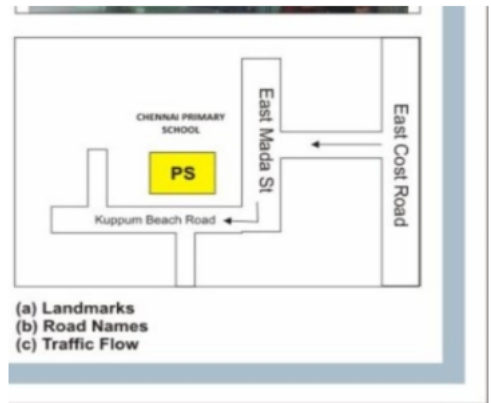 CHENNAI PRIMARY
SCHOOL
PS
East Mada St
East Cost Road
Kuppum Beach Road
(a) Landmarks
(b) Road Names
(c) Traffic Flow